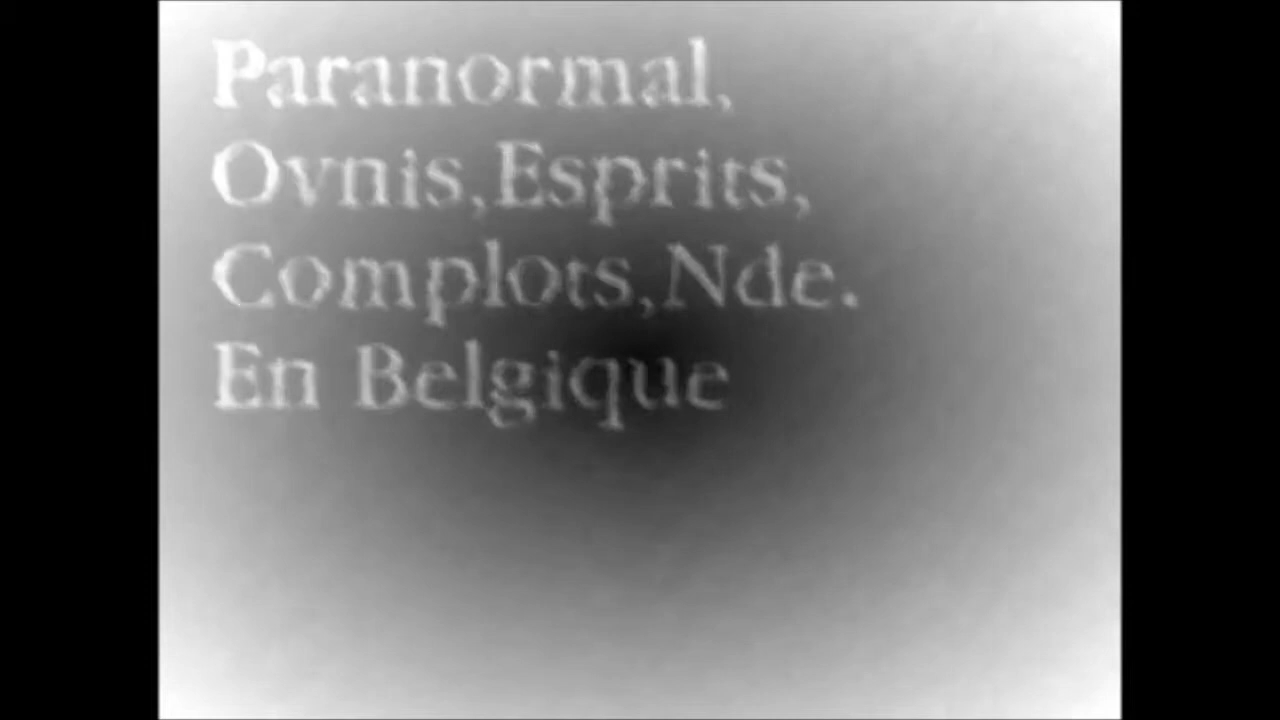 Paranormal,
Ovnis,Esprits,
Complots,Nde.
En Belgique